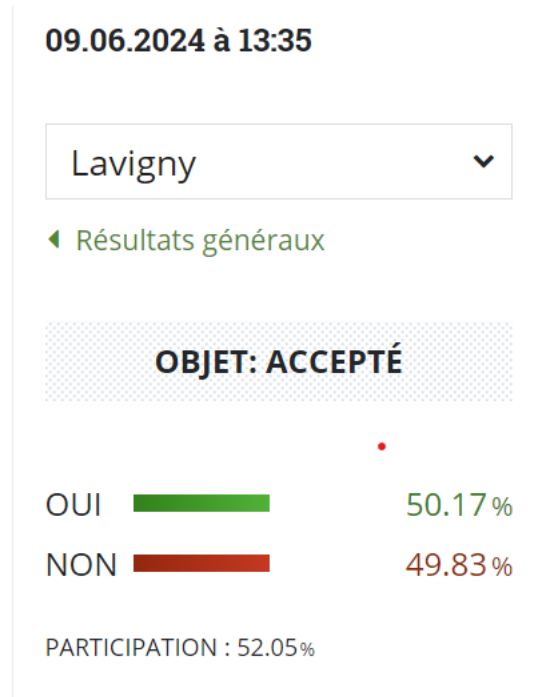 09.06.2024 à 13:35
Lavigny
Résultats généraux
OBJET: ACCEPTÉ
OUI 50.17%
NON 49.83%
PARTICIPATION : 52.05%